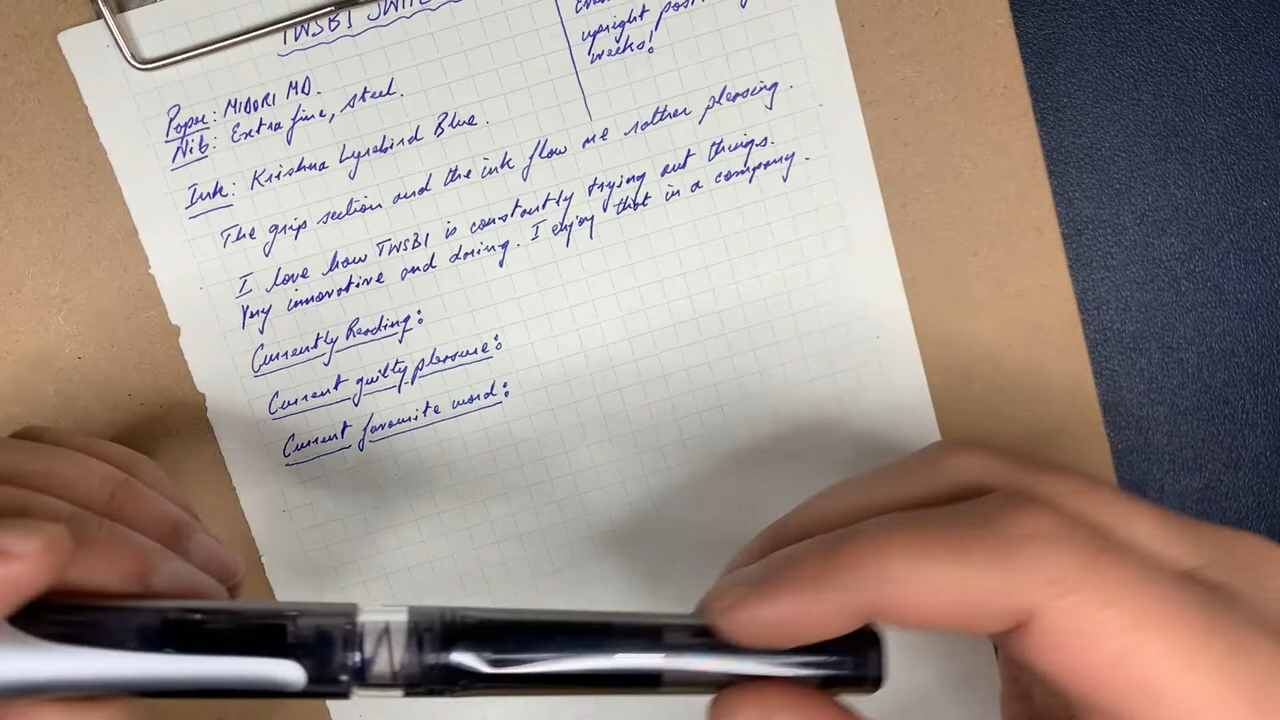 TWSBI
upright
weeks!
Paper: MIDORI MD.
Nib: Extra fine, steel.
Ink: Krishna Lyrebird Blue.
The grip section and the ink flow are rather pleasing.
I love how TWSBI is constantly trying out things.
Very innovative and daring. I enjoy that in a company.
Currently Reading:
Current guilty pleasure:
Current favourite word: